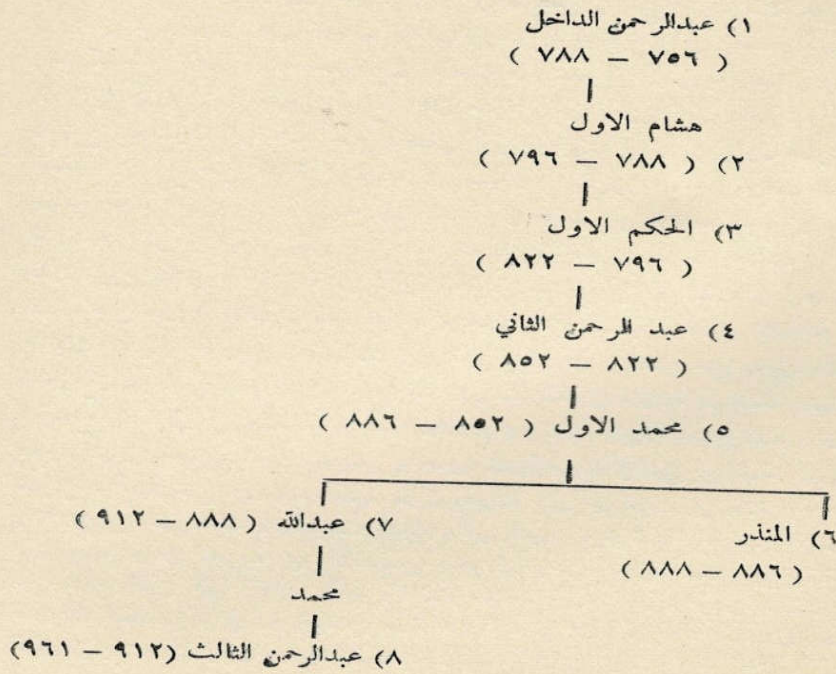 ١) عبدالرحمن الداخل
( ٧٥٦ – ٧٨٨ )
هشام الاول
٢) ( ٧٨٨ – ٧٩٦ )
٣) الحكم الاول
( ٧٩٦ – ٨٢٢ )
٤) عبد الرحمن الثاني
( ٨٢٢ – ٨٥٢ )
٥) محمد الاول ( ٨٥٢ – ٨٨٦ )
٦) المنذر
( ٨٨٦ – ٨٨٨ )
٧) عبدالله ( ٨٨٨ – ٩١٢ )
محمد
٨) عبدالرحمن الثالث (٩١٢ – ٩٦١)